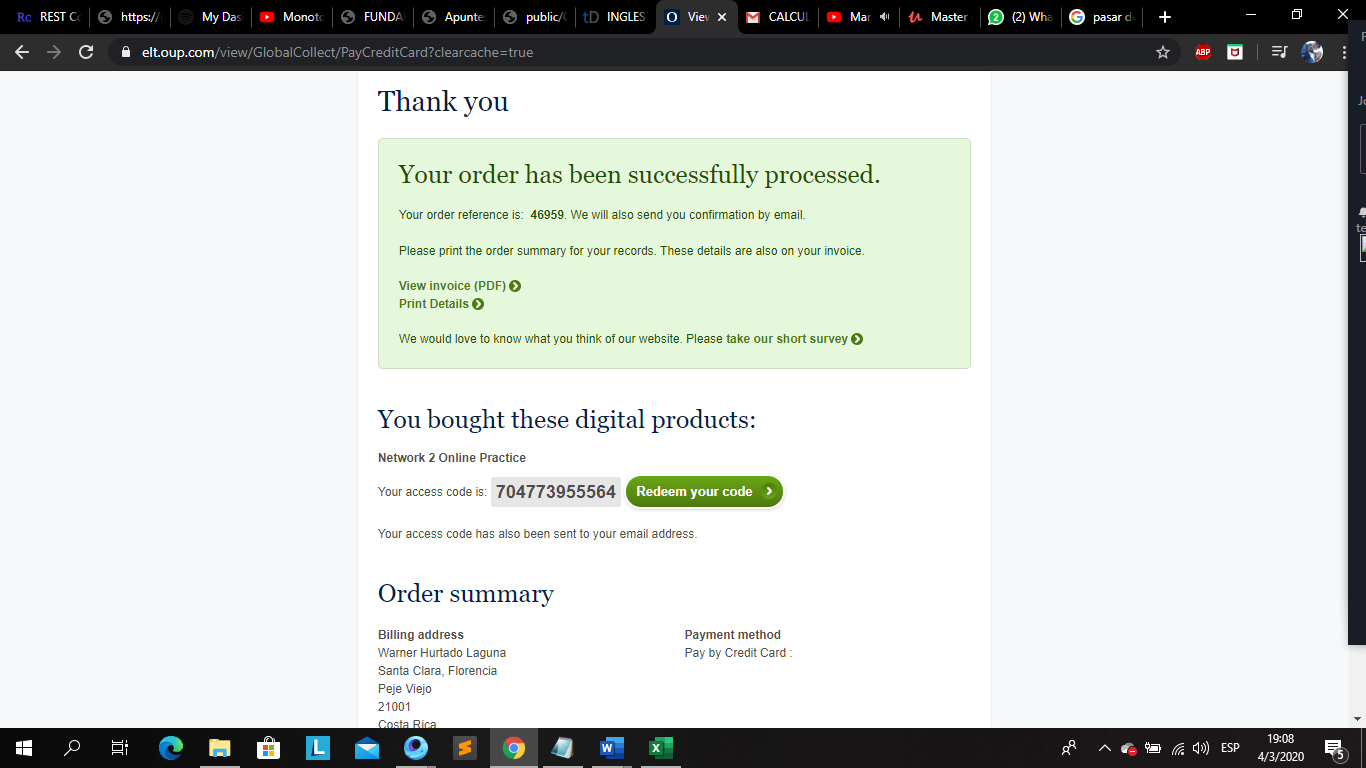 REST Co
https://
My Das
Monoto
FUNDA
Apunte
public/
INGLES
View
CALCUL
Mar
Master
(2) Wha
pasar d
elt.oup.com/view/GlobalCollect/PayCreditCard?clearcache=true
ABP
Thank you
Your order has been successfully processed.
Your order reference is: 46959. We will also send you confirmation by email.
Please print the order summary for your records. These details are also on your invoice.
View invoice (PDF)
Print Details
We would love to know what you think of our website. Please take our short survey
You bought these digital products:
Network 2 Online Practice
Your access code is: 704773955564 Redeem your code
Your access code has also been sent to your email address.
Order summary
Billing address
Warner Hurtado Laguna
Santa Clara, Florencia
Peje Viejo
21001
Costa Rica
Payment method
Pay by Credit Card :
ESP
19:08
4/3/2020
5